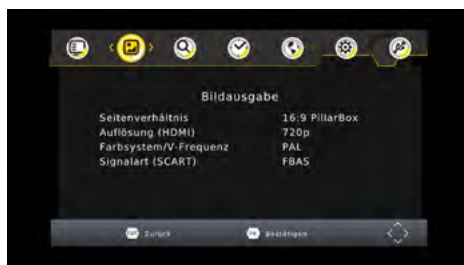 Bildausgabe
Seitenverhältnis 16:9 PillarBox
Auflösung (HDMI) 720p
Farbsystem/V-Frequenz PAL
Signalart (SCART) FBAS
Zurück Bestätigen